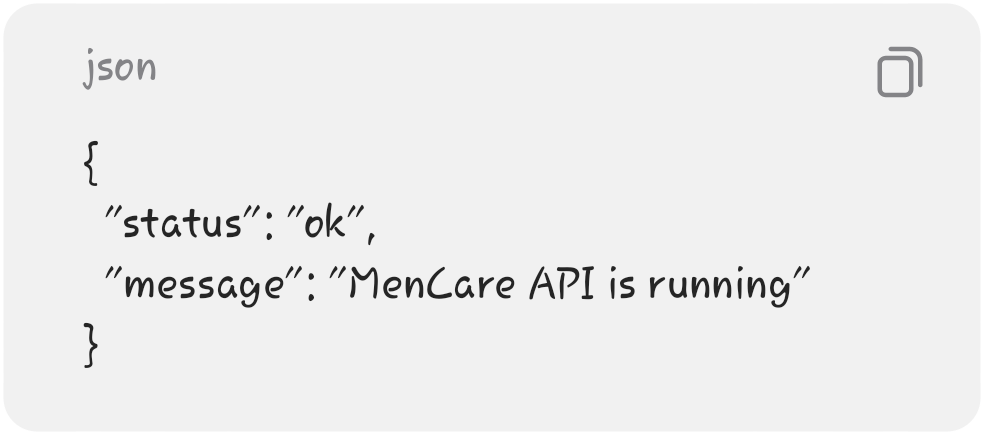 json
{
"status": "ok",
"message": "MenCare API is running"
}